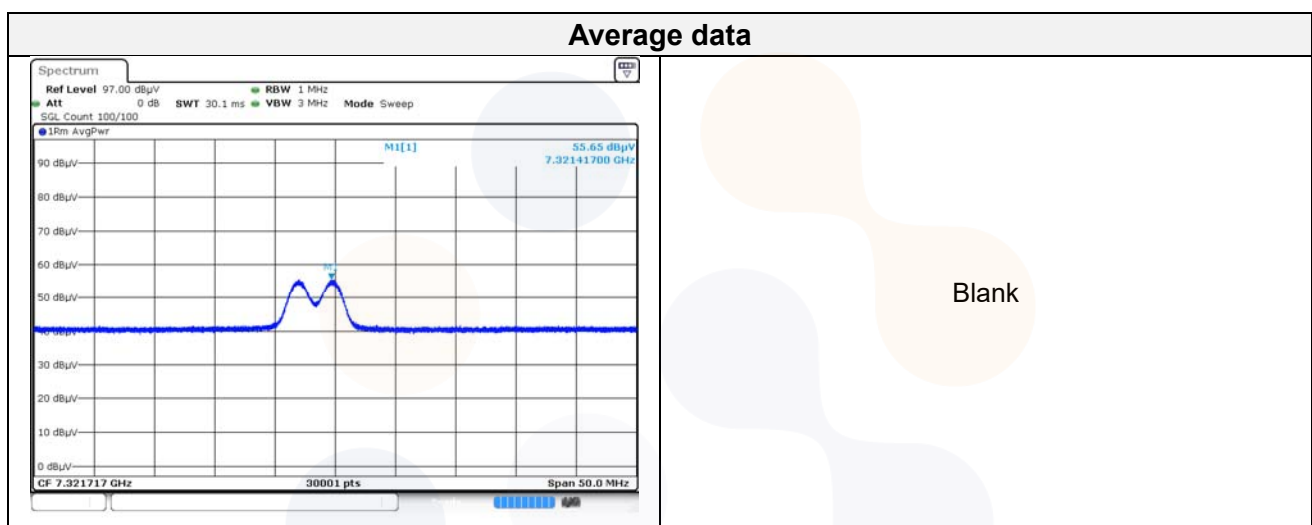 Average data
Spectrum
Ref Level 97.00 dBµV RBW 1 MHz
Att 0 dB SWT 30.1 ms VBW 3 MHz Mode Sweep
SGL Count 100/100
1Rm AvgPwr
M1[1] 55.65 dBµV
7.32141700 GHz
90 dBµV
80 dBµV
70 dBµV
60 dBµV
50 dBµV
30 dBµV
20 dBµV
10 dBµV
0 dBµV
CF 7.321717 GHz 30001 pts Span 50.0 MHz
Blank